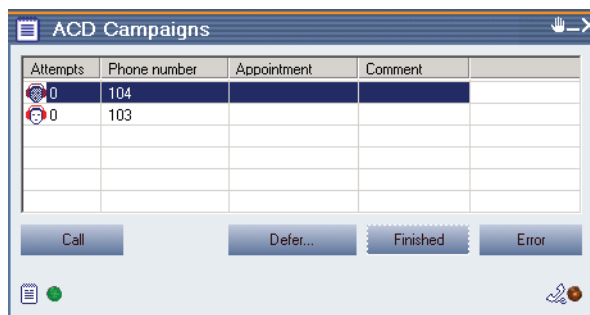 ACD Campaigns
Attempts Phone number Appointment Comment
0 104
0 103
Call Defer... Finished Error